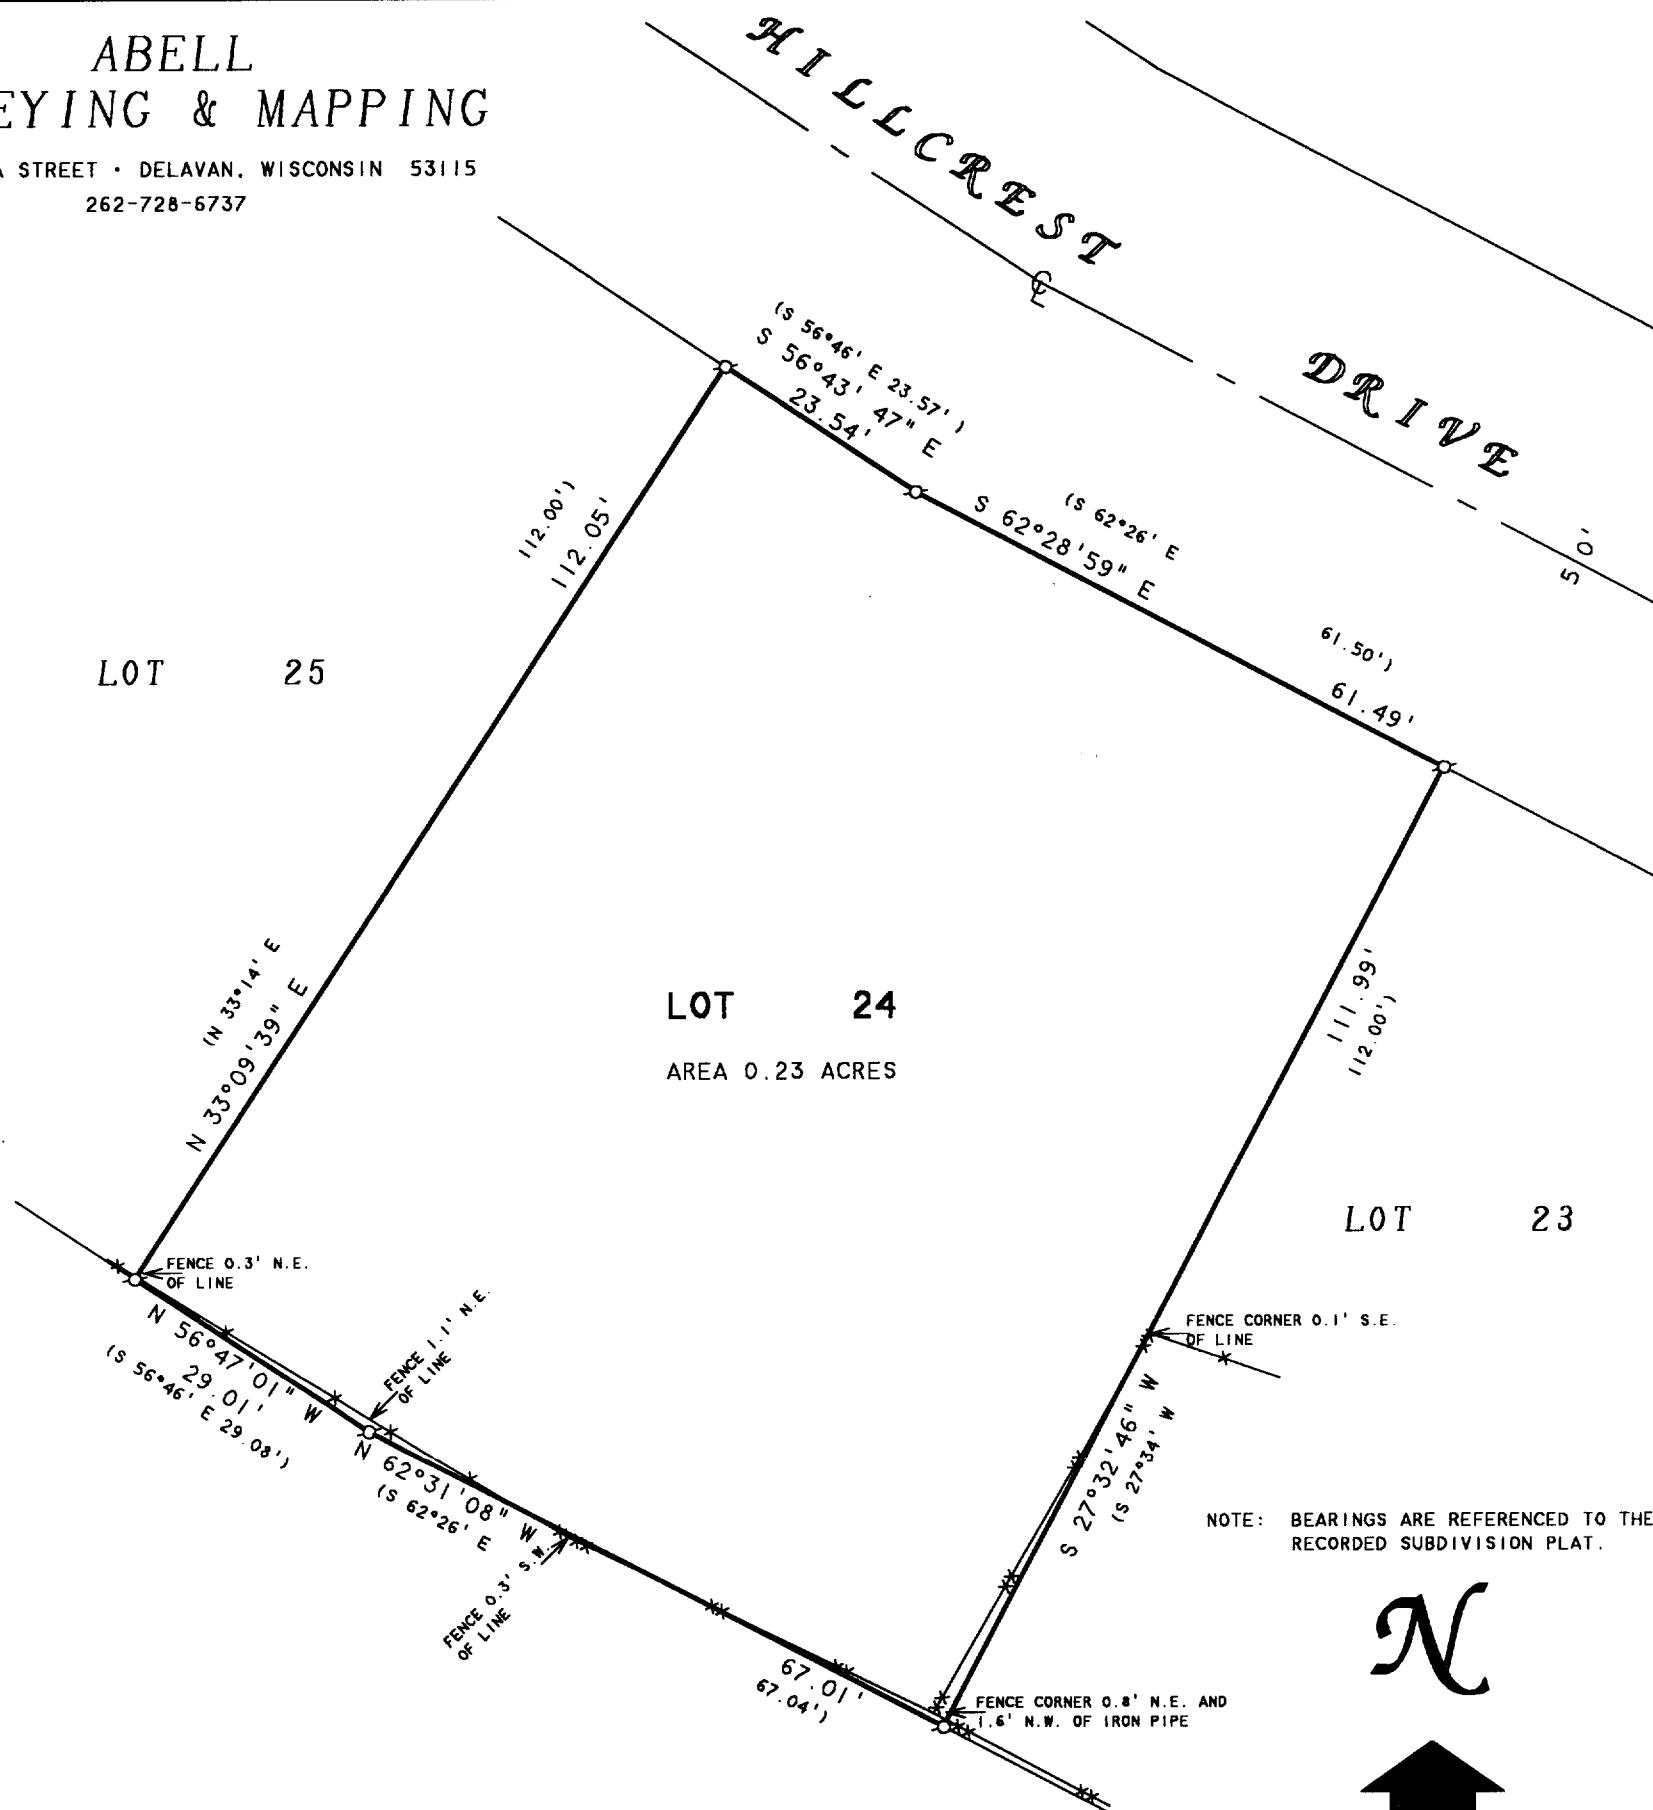 ABELL
EYING & MAPPING
A STREET · DELAVAN, WISCONSIN 53115
262-728-6737
HILLCREST
DRIVE
℄
50'
(S 56°46' E 23.57')
S 56°43'47" E
23.54'
(S 62°26' E
S 62°28'59" E
61.50')
61.49'
112.00')
112.05'
LOT 25
(N 33°14' E
N 33°09'39" E
LOT 24
AREA 0.23 ACRES
111.99'
112.00')
LOT 23
FENCE 0.3' N.E.
OF LINE
FENCE 1.1' N.E.
OF LINE
FENCE CORNER 0.1' S.E.
OF LINE
N 56°47'01" W
29.01'
(S 56°46' E 29.08')
N 62°31'08" W
(S 62°26' E
FENCE 0.3' S.W.
OF LINE
S 27°32'46" W
(S 27°34' W
NOTE: BEARINGS ARE REFERENCED TO THE
RECORDED SUBDIVISION PLAT.
N
67.01'
67.04')
FENCE CORNER 0.8' N.E. AND
1.6' N.W. OF IRON PIPE